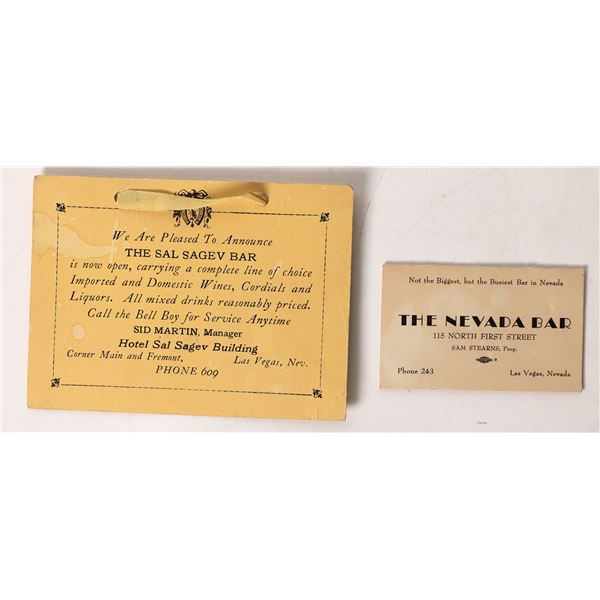 We Are Pleased To Announce
THE SAL SAGEV BAR
is now open, carrying a complete line of choice
Imported and Domestic Wines, Cordials and
Liquors. All mixed drinks reasonably priced.
Call the Bell Boy for Service Anytime
SID MARTIN, Manager
Hotel Sal Sagev Building
Corner Main and Fremont, Las Vegas, Nev.
PHONE 609
Not the Biggest, but the Busiest Bar in Nevada
THE NEVADA BAR
115 NORTH FIRST STREET
SAM STEARNS, Prop.
Phone 243 Las Vegas, Nevada